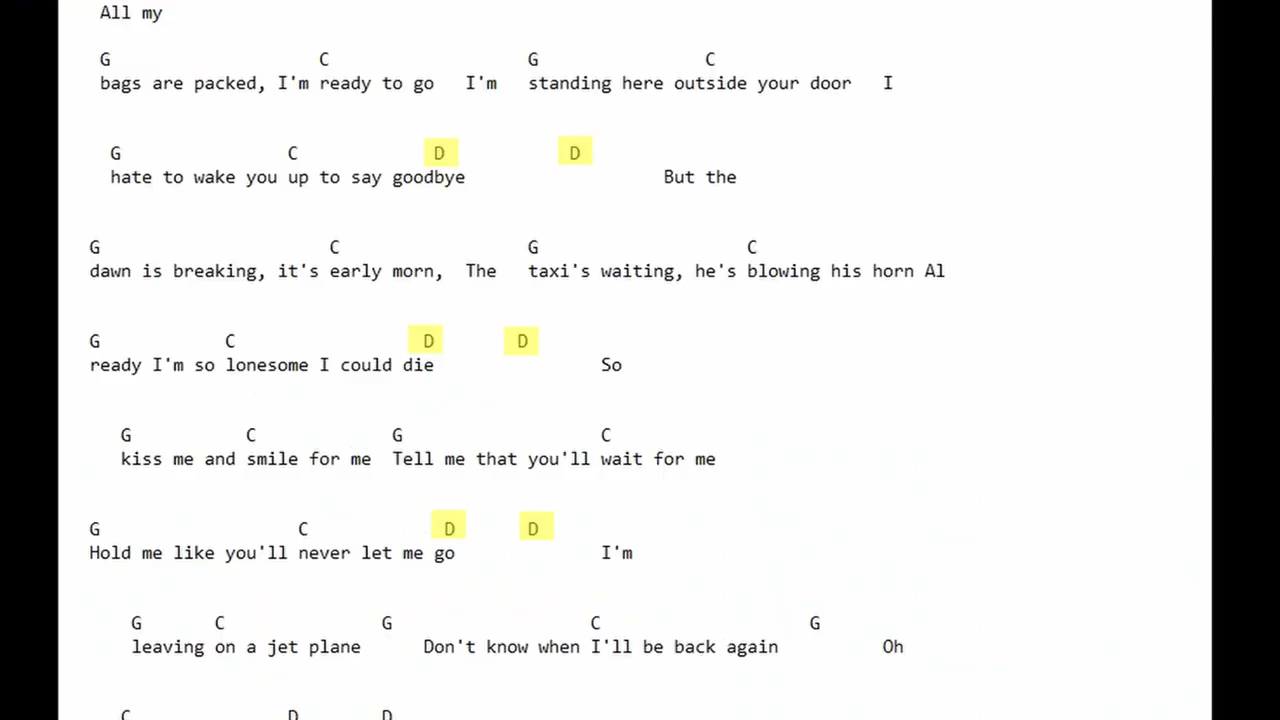 All my
G C G C
bags are packed, I'm ready to go I'm standing here outside your door I
G C D D
hate to wake you up to say goodbye But the
G C G C
dawn is breaking, it's early morn, The taxi's waiting, he's blowing his horn Al
G C D D
ready I'm so lonesome I could die So
G C G C
kiss me and smile for me Tell me that you'll wait for me
G C D D
Hold me like you'll never let me go I'm
G C G C G
leaving on a jet plane Don't know when I'll be back again Oh
C D D